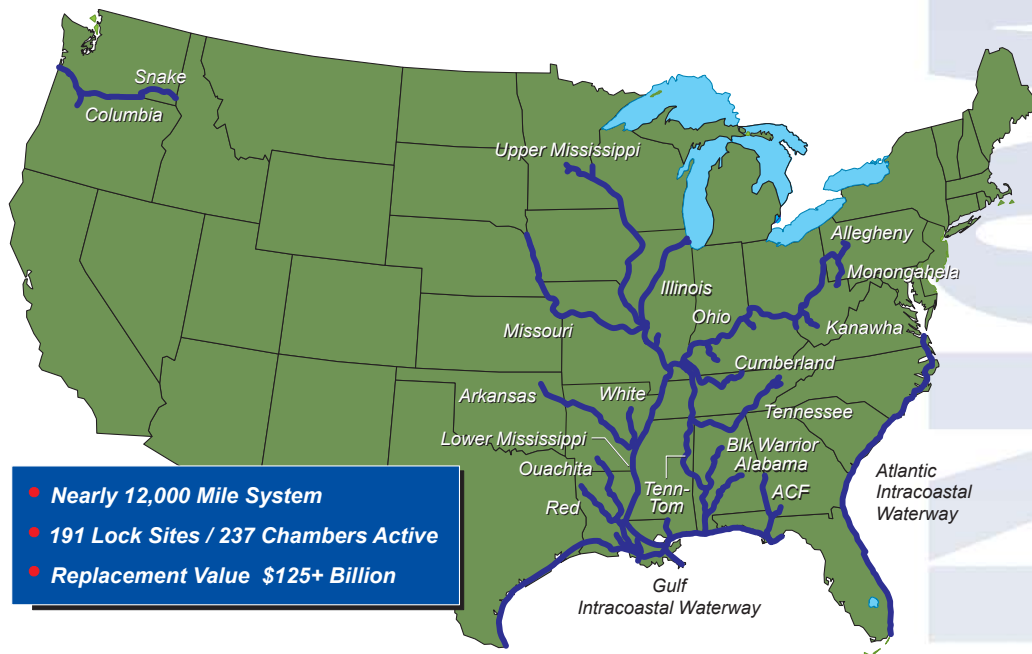 Snake
Columbia
Upper Mississippi
Allegheny
Monongahela
Illinois
Ohio
Missouri
Kanawha
Cumberland
Arkansas
White
Tennessee
Lower Mississippi
Blk Warrior
Ouachita
Alabama
Tenn-
Tom
ACF
Red
Atlantic
Intracoastal
Waterway
• Nearly 12,000 Mile System
• 191 Lock Sites / 237 Chambers Active
• Replacement Value $125+ Billion
Gulf
Intracoastal Waterway